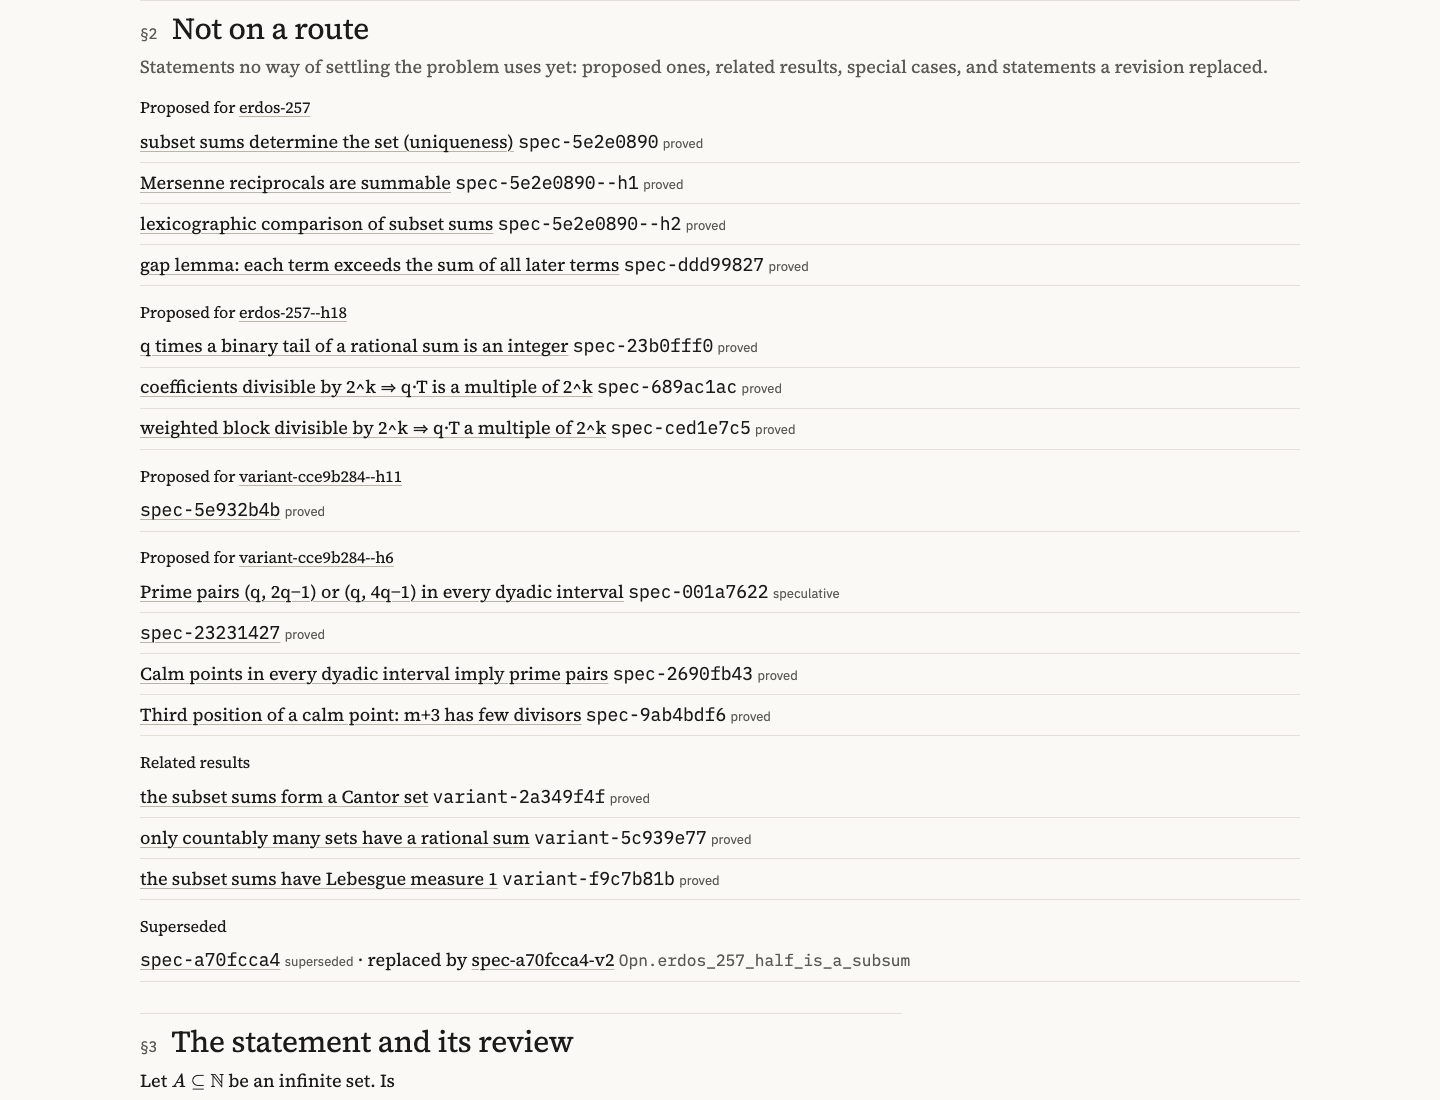 §2 Not on a route
Statements no way of settling the problem uses yet: proposed ones, related results, special cases, and statements a revision replaced.
Proposed for erdos-257
subset sums determine the set (uniqueness) spec-5e2e0890 proved
Mersenne reciprocals are summable spec-5e2e0890--h1 proved
lexicographic comparison of subset sums spec-5e2e0890--h2 proved
gap lemma: each term exceeds the sum of all later terms spec-ddd99827 proved
Proposed for erdos-257--h18
q times a binary tail of a rational sum is an integer spec-23b0fff0 proved
coefficients divisible by 2^k ⇒ q·T is a multiple of 2^k spec-689ac1ac proved
weighted block divisible by 2^k ⇒ q·T a multiple of 2^k spec-ced1e7c5 proved
Proposed for variant-cce9b284--h11
spec-5e932b4b proved
Proposed for variant-cce9b284--h6
Prime pairs (q, 2q−1) or (q, 4q−1) in every dyadic interval spec-001a7622 speculative
spec-23231427 proved
Calm points in every dyadic interval imply prime pairs spec-2690fb43 proved
Third position of a calm point: m+3 has few divisors spec-9ab4bdf6 proved
Related results
the subset sums form a Cantor set variant-2a349f4f proved
only countably many sets have a rational sum variant-5c939e77 proved
the subset sums have Lebesgue measure 1 variant-f9c7b81b proved
Superseded
spec-a70fcca4 superseded · replaced by spec-a70fcca4-v2 Opn.erdos_257_half_is_a_subsum
§3 The statement and its review
Let A ⊆ ℕ be an infinite set. Is